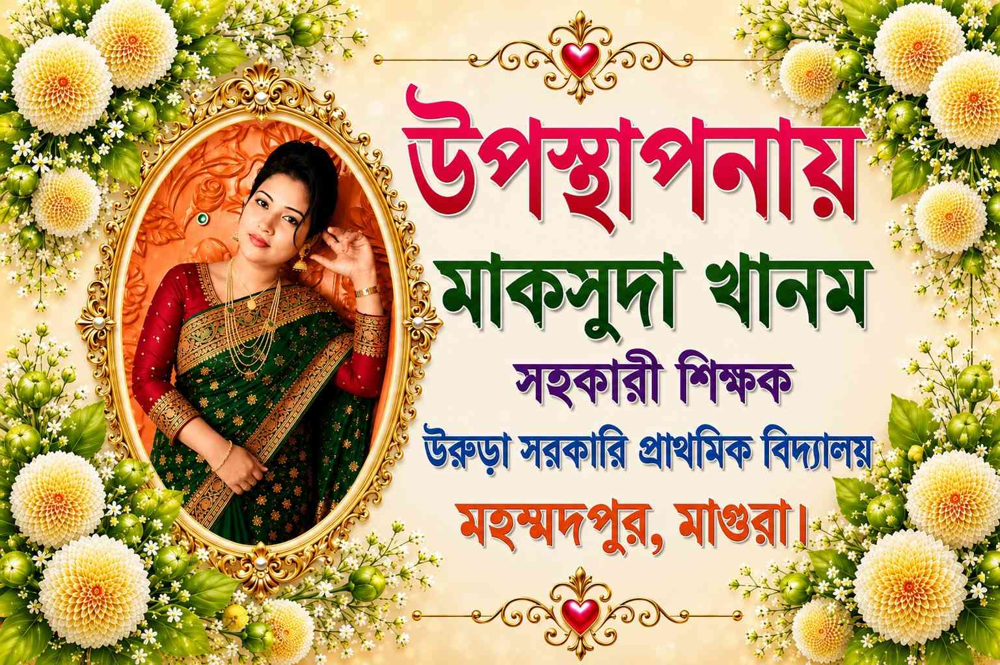 উপস্থাপনায়
মাকসুদা খানম
সহকারী শিক্ষক
উরুড়া সরকারি প্রাথমিক বিদ্যালয়
মহম্মদপুর, মাগুরা।